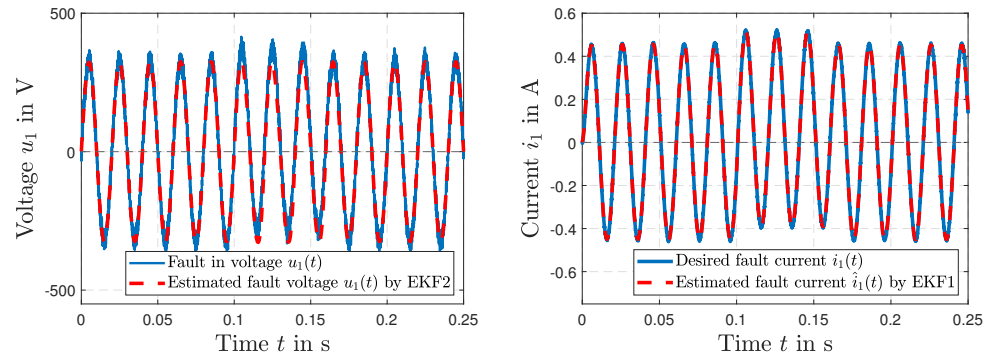 500
0
-500
Voltage u₁ in V
Fault in voltage u₁(t)
Estimated fault voltage u₁(t) by EKF2
0 0.05 0.1 0.15 0.2 0.25
Time t in s
0.6
0.4
0.2
0
-0.2
-0.4
-0.6
Current i₁ in A
Desired fault current i₁(t)
Estimated fault current î₁(t) by EKF1
0 0.05 0.1 0.15 0.2 0.25
Time t in s